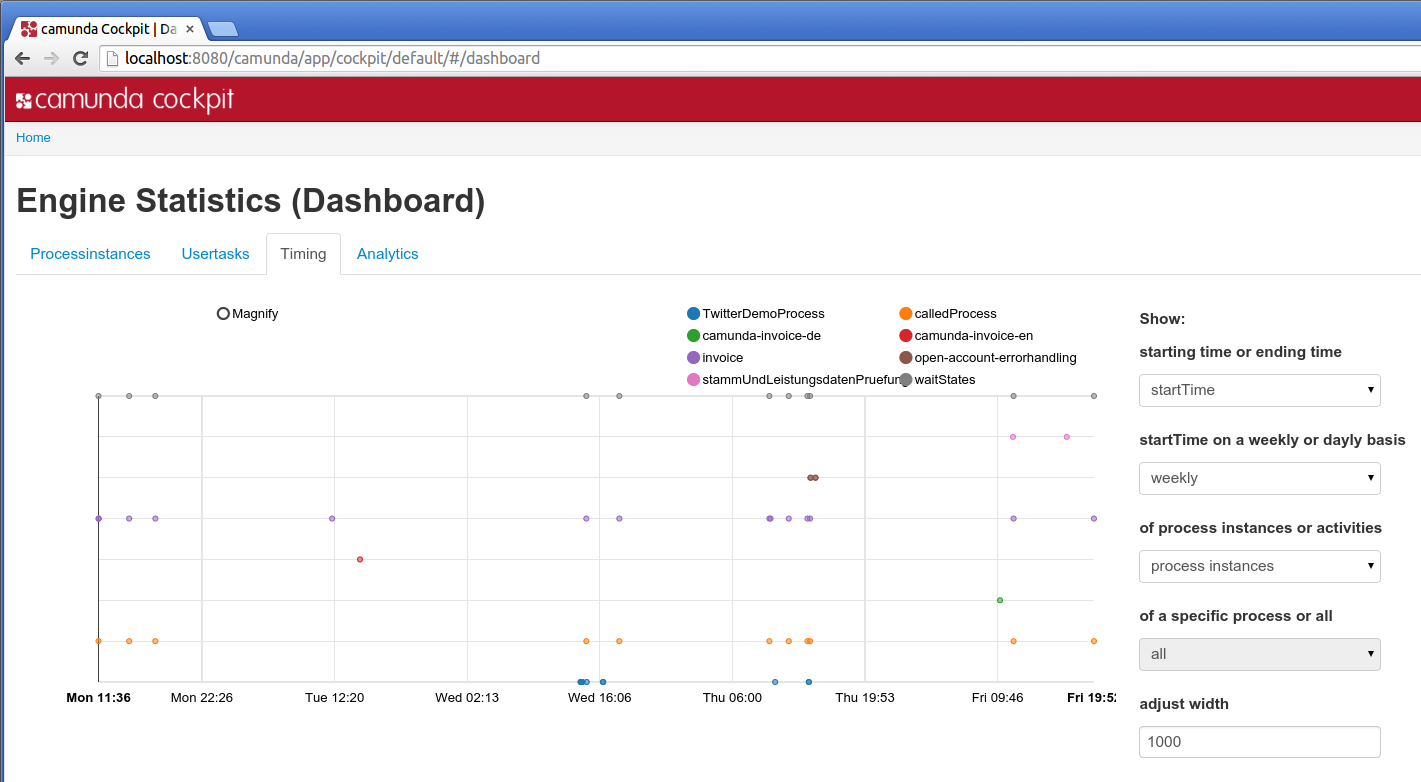 camunda Cockpit | Da
localhost:8080/camunda/app/cockpit/default/#/dashboard
camunda cockpit
Home
Engine Statistics (Dashboard)
Processinstances Usertasks Timing Analytics
Magnify
TwitterDemoProcess calledProcess
camunda-invoice-de camunda-invoice-en
invoice open-account-errorhandling
stammUndLeistungsdatenPruefung waitStates
Mon 11:36 Mon 22:26 Tue 12:20 Wed 02:13 Wed 16:06 Thu 06:00 Thu 19:53 Fri 09:46 Fri 19:52
Show:
starting time or ending time
startTime
startTime on a weekly or dayly basis
weekly
of process instances or activities
process instances
of a specific process or all
all
adjust width
1000